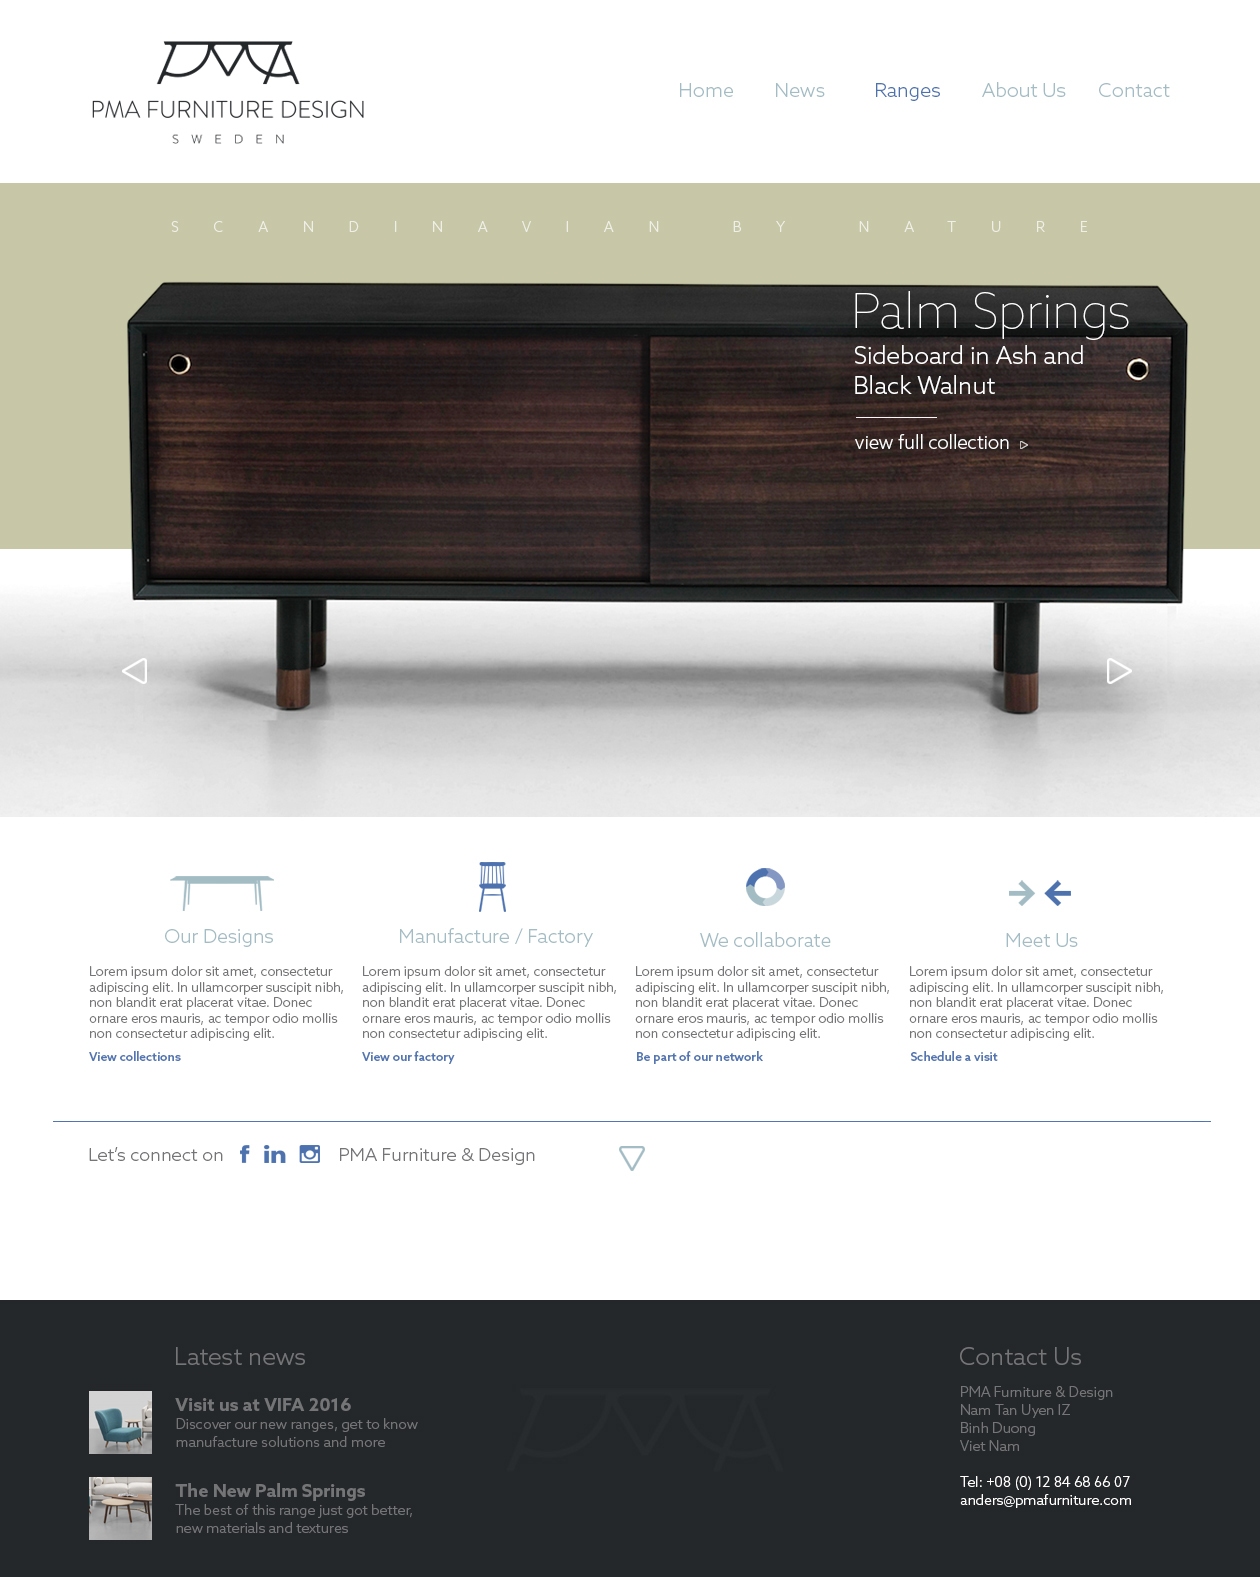 PMA
PMA FURNITURE DESIGN
SWEDEN
Home
News
Ranges
About Us
Contact
SCANDINAVIAN BY NATURE
Palm Springs
Sideboard in Ash and
Black Walnut
view full collection
Our Designs
Lorem ipsum dolor sit amet, consectetur
adipiscing elit. In ullamcorper suscipit nibh,
non blandit erat placerat vitae. Donec
ornare eros mauris, ac tempor odio mollis
non consectetur adipiscing elit.
View collections
Manufacture / Factory
Lorem ipsum dolor sit amet, consectetur
adipiscing elit. In ullamcorper suscipit nibh,
non blandit erat placerat vitae. Donec
ornare eros mauris, ac tempor odio mollis
non consectetur adipiscing elit.
View our factory
We collaborate
Lorem ipsum dolor sit amet, consectetur
adipiscing elit. In ullamcorper suscipit nibh,
non blandit erat placerat vitae. Donec
ornare eros mauris, ac tempor odio mollis
non consectetur adipiscing elit.
Be part of our network
Meet Us
Lorem ipsum dolor sit amet, consectetur
adipiscing elit. In ullamcorper suscipit nibh,
non blandit erat placerat vitae. Donec
ornare eros mauris, ac tempor odio mollis
non consectetur adipiscing elit.
Schedule a visit
Let's connect on f in PMA Furniture & Design
Latest news
Visit us at VIFA 2016
Discover our new ranges, get to know
manufacture solutions and more
The New Palm Springs
The best of this range just got better,
new materials and textures
PMA
Contact Us
PMA Furniture & Design
Nam Tan Uyen IZ
Binh Duong
Viet Nam
Tel: +08 (0) 12 84 68 66 07
anders@pmafurniture.com